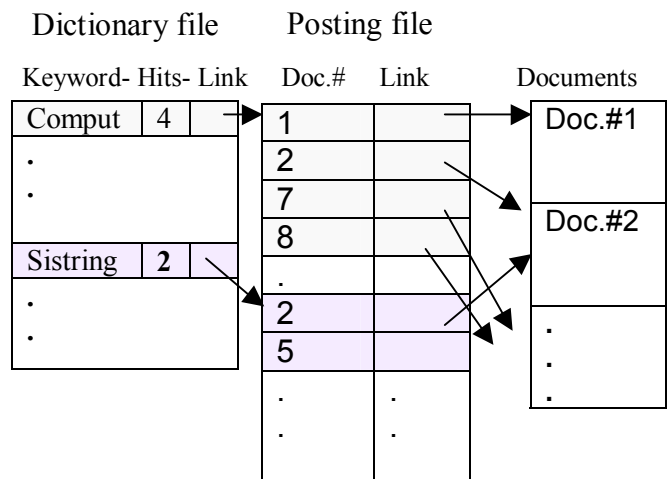 Dictionary file Posting file
Keyword- Hits- Link Doc.# Link Documents
Comput 4 1 Doc.#1
. 2
. 7
8 Doc.#2
Sistring 2 .
. 2
. 5 .
. . .
. . .